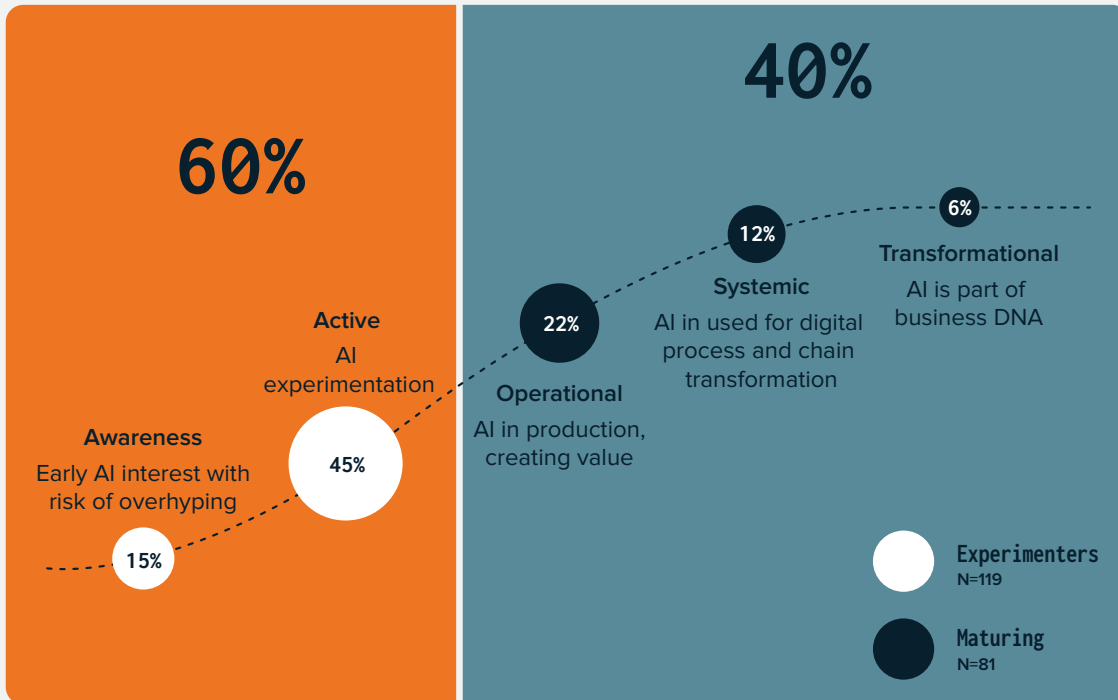 60%
Awareness
Early AI interest with
risk of overhyping
15%
Active
AI
experimentation
45%
40%
22%
Operational
AI in production,
creating value
12%
Systemic
AI in used for digital
process and chain
transformation
6%
Transformational
AI is part of
business DNA
Experimenters
N=119
Maturing
N=81